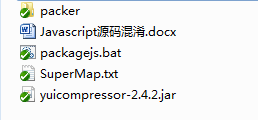 packer
Javascript源码混淆.docx
packagejs.bat
SuperMap.txt
yuicompressor-2.4.2.jar